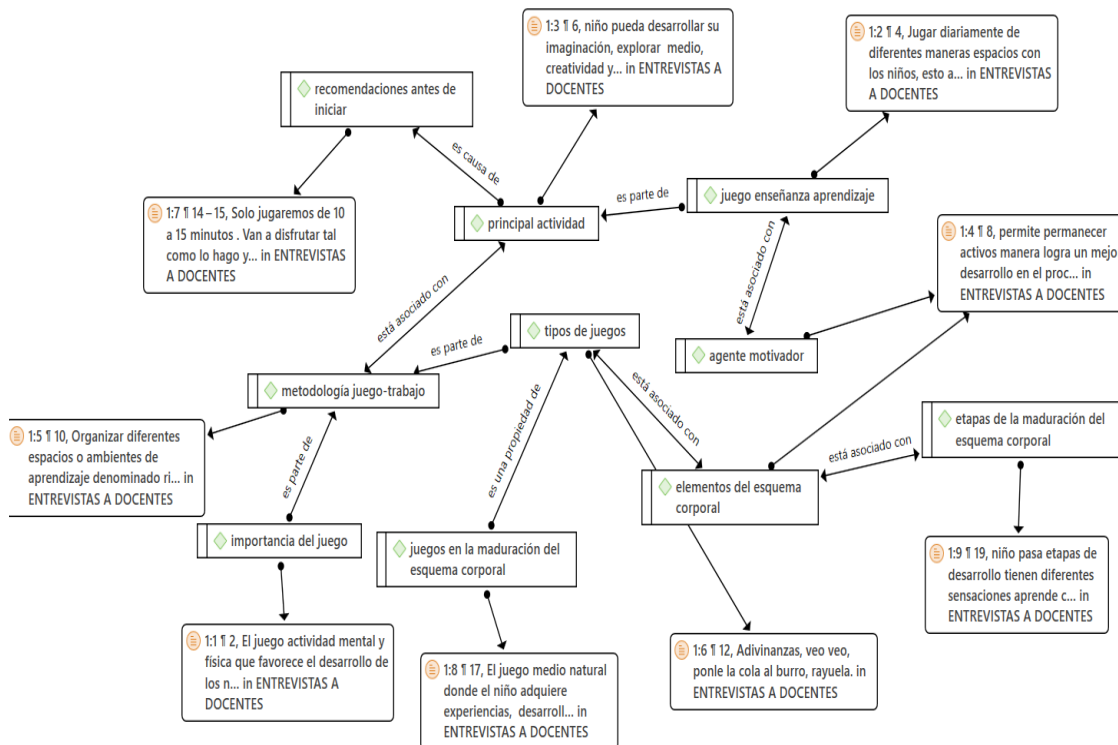 1:3 ¶ 6, niño pueda desarrollar su
imaginación, explorar medio,
creatividad y... in ENTREVISTAS A
DOCENTES
1:2 ¶ 4, Jugar diariamente de
diferentes maneras espacios con
los niños, esto a... in ENTREVISTAS
A DOCENTES
recomendaciones antes de
iniciar
es causa de
es parte de
juego enseñanza aprendizaje
1:7 ¶ 14 – 15, Solo jugaremos de 10
a 15 minutos . Van a disfrutar tal
como lo hago y... in ENTREVISTAS
A DOCENTES
principal actividad
1:4 ¶ 8, permite permanecer
activos manera logra un mejo
desarrollo en el proc... in
ENTREVISTAS A DOCENTES
está asociado con
está asociado con
tipos de juegos
es parte de
agente motivador
metodología juego-trabajo
está asociado con
1:5 ¶ 10, Organizar diferentes
espacios o ambientes de
aprendizaje denominado ri... in
ENTREVISTAS A DOCENTES
es parte de
es una propiedad de
etapas de la maduración del
esquema corporal
está asociado con
elementos del esquema
corporal
importancia del juego
juegos en la maduración del
esquema corporal
1:9 ¶ 19, niño pasa etapas de
desarrollo tienen diferentes
sensaciones aprende c... in
ENTREVISTAS A DOCENTES
1:1 ¶ 2, El juego actividad mental y
física que favorece el desarrollo de
los n... in ENTREVISTAS A
DOCENTES
1:8 ¶ 17, El juego medio natural
donde el niño adquiere
experiencias, desarroll... in
ENTREVISTAS A DOCENTES
1:6 ¶ 12, Adivinanzas, veo veo,
ponle la cola al burro, rayuela. in
ENTREVISTAS A DOCENTES